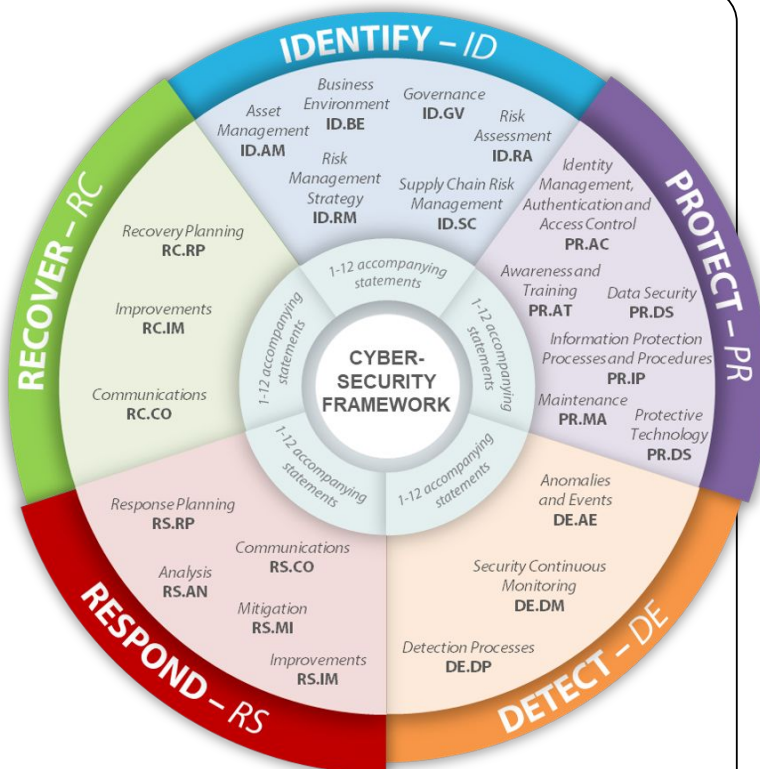 IDENTIFY – ID
Asset
Management
ID.AM
Business
Environment
ID.BE
Governance
ID.GV
Risk
Assessment
ID.RA
Risk
Management
Strategy
ID.RM
Supply Chain Risk
Management
ID.SC
PROTECT – PR
Identity
Management,
Authentication and
Access Control
PR.AC
Awareness and
Training
PR.AT
Data Security
PR.DS
Information Protection
Processes and Procedures
PR.IP
Maintenance
PR.MA
Protective
Technology
PR.DS
DETECT – DE
Anomalies
and Events
DE.AE
Security Continuous
Monitoring
DE.DM
Detection Processes
DE.DP
RESPOND – RS
Response Planning
RS.RP
Communications
RS.CO
Analysis
RS.AN
Mitigation
RS.MI
Improvements
RS.IM
RECOVER – RC
Recovery Planning
RC.RP
Improvements
RC.IM
Communications
RC.CO
1-12 accompanying
statements
1-12 accompanying
statements
1-12 accompanying
statements
1-12 accompanying
statements
1-12 accompanying
statements
CYBER-
SECURITY
FRAMEWORK